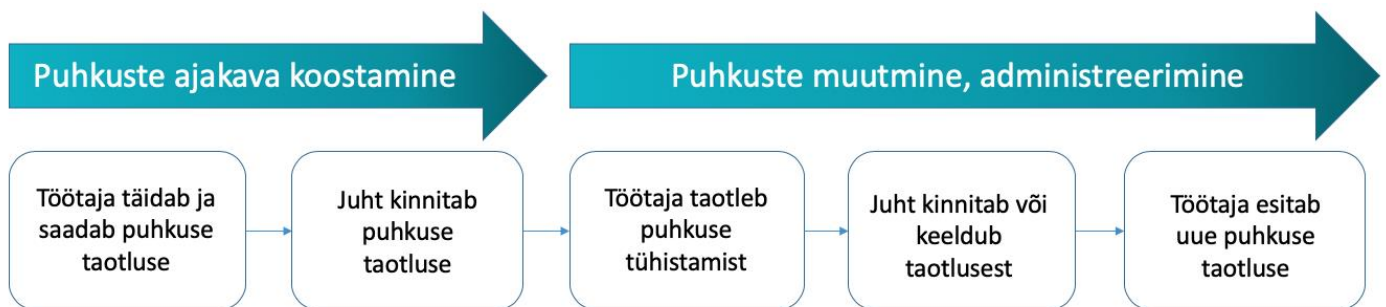 Puhkuste ajakava koostamine
Puhkuste muutmine, administreerimine
Töötaja täidab ja
saadab puhkuse
taotluse
Juht kinnitab
puhkuse
taotluse
Töötaja taotleb
puhkuse
tühistamist
Juht kinnitab või
keeldub
taotlusest
Töötaja esitab
uue puhkuse
taotluse